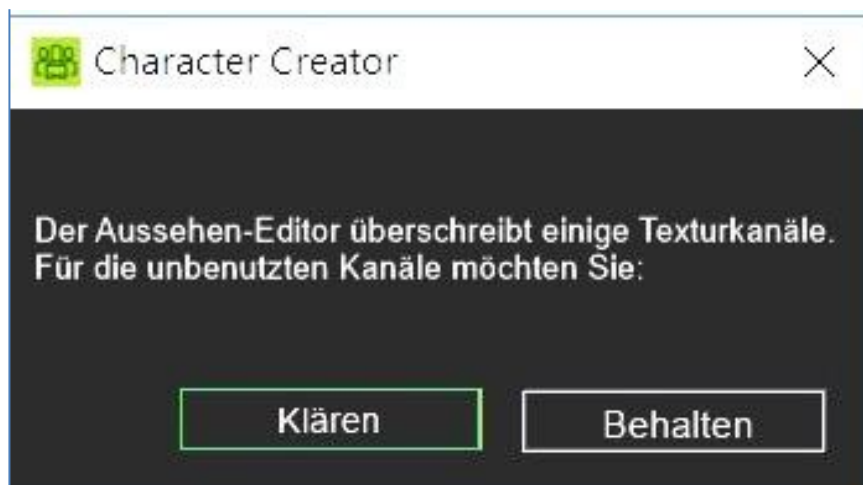 Character Creator
Der Aussehen-Editor überschreibt einige Texturkanäle.
Für die unbenutzten Kanäle möchten Sie:
Klären Behalten